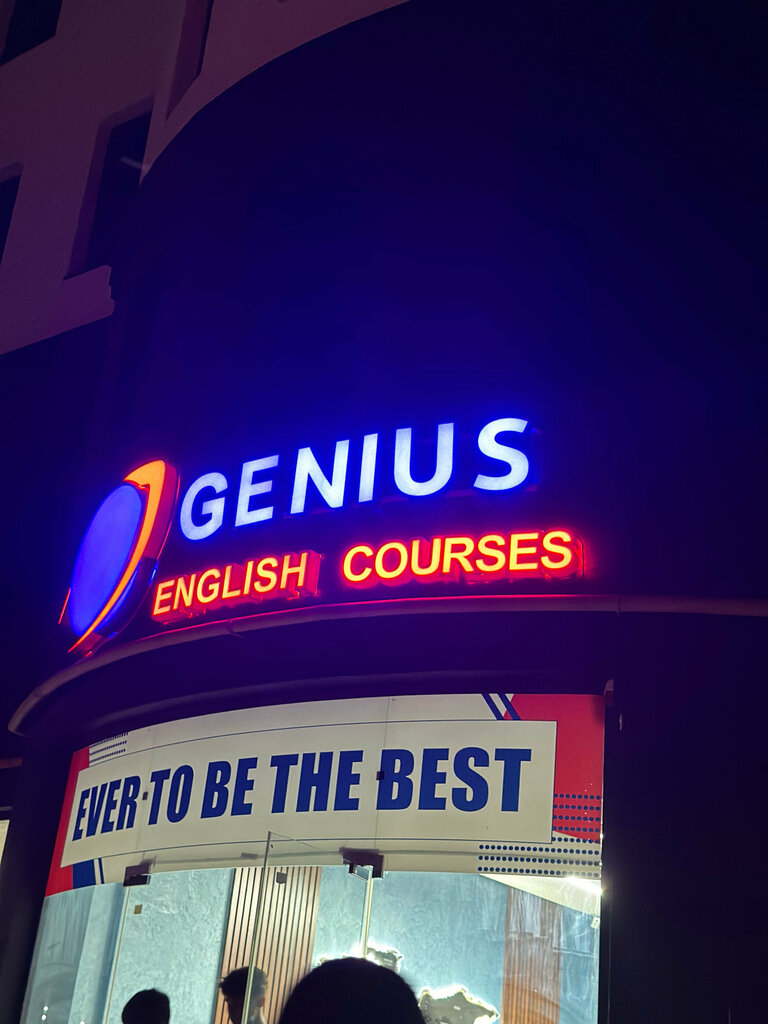 GENIUS
ENGLISH COURSES
EVER TO BE THE BEST